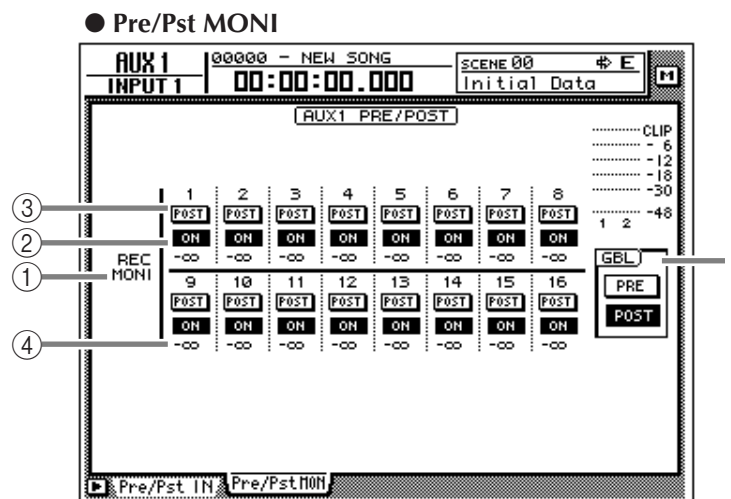 ● Pre/Pst MONI
AUX 1
INPUT 1
00000 - NEW SONG
00:00:00.000
SCENE 00 E
Initial Data
M
AUX1 PRE/POST
CLIP
- 6
-12
-18
-30
-48
1 2
③
②
①
④
REC
MONI
1 2 3 4 5 6 7 8
POST POST POST POST POST POST POST POST
ON ON ON ON ON ON ON ON
-∞ -∞ -∞ -∞ -∞ -∞ -∞ -∞
9 10 11 12 13 14 15 16
POST POST POST POST POST POST POST POST
ON ON ON ON ON ON ON ON
-∞ -∞ -∞ -∞ -∞ -∞ -∞ -∞
GBL
PRE
POST
Pre/Pst IN Pre/PstMON